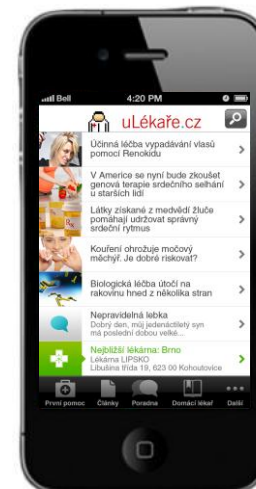 Bell 4:20 PM
uLékaře.cz
Účinná léčba vypadávání vlasů
pomocí Renokidu
V Americe se nyní bude zkoušet
genová terapie srdečního selhání
u starších lidí
Látky získané z medvědí žluče
pomáhají udržovat správný
srdeční rytmus
Kouření ohrožuje močový
měchýř. Je dobré riskovat?
Biologická léčba útočí na
rakovinu hned z několika stran
Nepravidelná lebka
Dobrý den, můj jedenáctiletý syn
má poslední dobou velké...
Nejbližší lékárna: Brno
Lékárna LIPSKO
Libušina třída 19, 623 00 Kohoutovice
První pomoc Články Poradna Domácí lékař Další